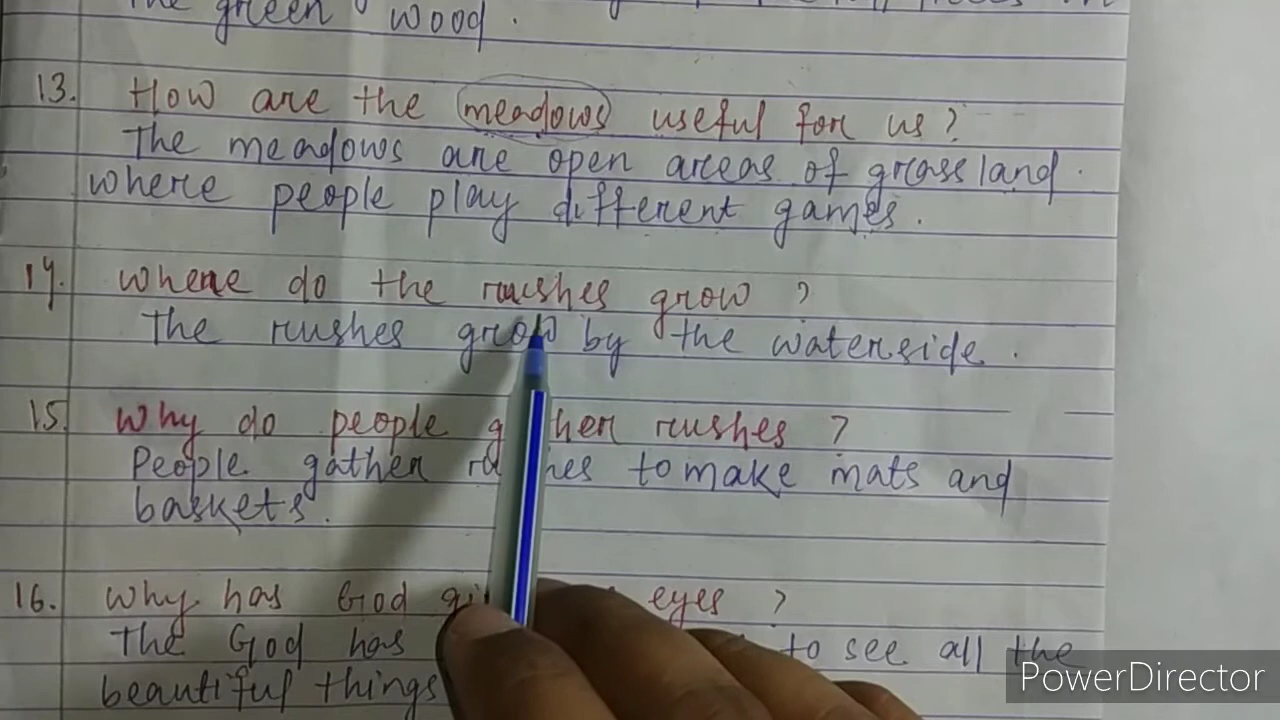 the green wood.
13. How are the meadows useful for us?
The meadows are open areas of grassland.
where people play different games.
14. Where do the rushes grow ?
The rushes grow by the waterside.
15. Why do people gather rushes ?
People gather rushes to make mats and
baskets.
16. Why has God eyes ?
The God has to see all the
beautiful things
PowerDirector